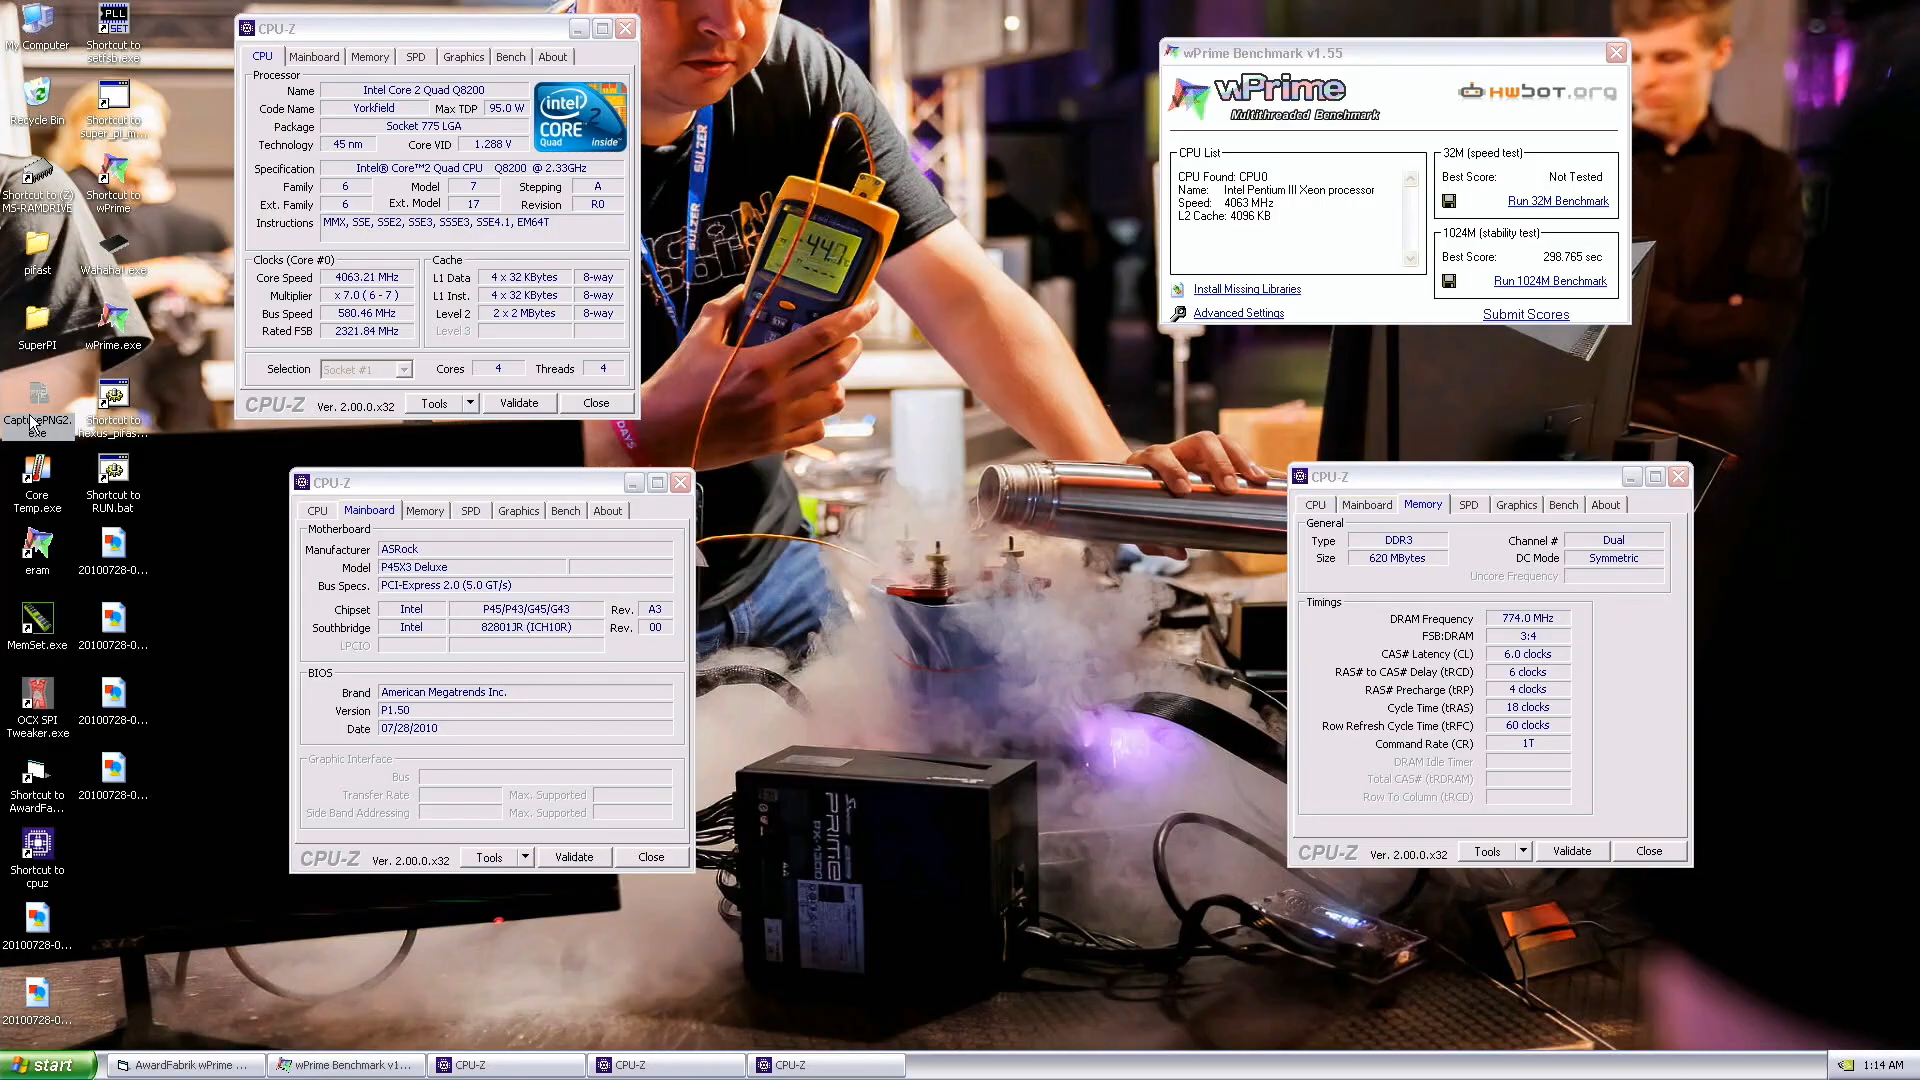 My Computer
Shortcut to
setfsb.exe
Recycle Bin
Shortcut to
super_pi_m...
Shortcut to (Z)
MS-RAMDRIVE
Shortcut to
wPrime
pifast
Wahaha!.exe
SuperPI
wPrime.exe
exe
Shortcut to
hexus_pifas...
Core
Temp.exe
Shortcut to
RUN.bat
eram
20100728-0...
MemSet.exe
20100728-0...
OCX SPI
Tweaker.exe
20100728-0...
Shortcut to
AwardFa...
20100728-0...
Shortcut to
cpuz
20100728-0...
20100728-0...
PLL
SET
CPU-Z
CPU Mainboard Memory SPD Graphics Bench About
Processor
Name Intel Core 2 Quad Q8200
Code Name Yorkfield Max TDP 95.0 W
Package Socket 775 LGA
Technology 45 nm Core VID 1.288 V
intel
CORE 2
Quad inside
Specification Intel® Core™2 Quad CPU Q8200 @ 2.33GHz
Family 6 Model 7 Stepping A
Ext. Family 6 Ext. Model 17 Revision R0
Instructions MMX, SSE, SSE2, SSE3, SSSE3, SSE4.1, EM64T
Clocks (Core #0)
Core Speed 4063.21 MHz
Multiplier x 7.0 ( 6 - 7 )
Bus Speed 580.46 MHz
Rated FSB 2321.84 MHz
Cache
L1 Data 4 x 32 KBytes 8-way
L1 Inst. 4 x 32 KBytes 8-way
Level 2 2 x 2 MBytes 8-way
Level 3
Selection Socket #1 Cores 4 Threads 4
CPU-Z Ver. 2.00.0.x32 Tools Validate Close
SULZER
DAYS
wPrime Benchmark v1.55
wPrime
Multithreaded Benchmark
HWBOT.ORG
CPU List
CPU Found: CPU0
Name: Intel Pentium III Xeon processor
Speed: 4063 MHz
L2 Cache: 4096 KB
32M (speed test)
Best Score: Not Tested
Run 32M Benchmark
1024M (stability test)
Best Score: 298.765 sec
Run 1024M Benchmark
Install Missing Libraries
Advanced Settings
Submit Scores
CPU-Z
CPU Mainboard Memory SPD Graphics Bench About
Motherboard
Manufacturer ASRock
Model P45X3 Deluxe
Bus Specs. PCI-Express 2.0 (5.0 GT/s)
Chipset Intel P45/P43/G45/G43 Rev. A3
Southbridge Intel 82801JR (ICH10R) Rev. 00
LPCIO
BIOS
Brand American Megatrends Inc.
Version P1.50
Date 07/28/2010
Graphic Interface
Bus
Transfer Rate Max. Supported
Side Band Addressing Max. Supported
CPU-Z Ver. 2.00.0.x32 Tools Validate Close
CPU-Z
CPU Mainboard Memory SPD Graphics Bench About
General
Type DDR3 Channel # Dual
Size 620 MBytes DC Mode Symmetric
Uncore Frequency
Timings
DRAM Frequency 774.0 MHz
FSB:DRAM 3:4
CAS# Latency (CL) 6.0 clocks
RAS# to CAS# Delay (tRCD) 6 clocks
RAS# Precharge (tRP) 4 clocks
Cycle Time (tRAS) 18 clocks
Row Refresh Cycle Time (tRFC) 60 clocks
Command Rate (CR) 1T
DRAM Idle Timer
Total CAS# (tRDRAM)
Row To Column (tRCD)
CPU-Z Ver. 2.00.0.x32 Tools Validate Close
PRIME
PX-1300
start
AwardFabrik wPrime ...
wPrime Benchmark v1...
CPU-Z
CPU-Z
CPU-Z
1:14 AM